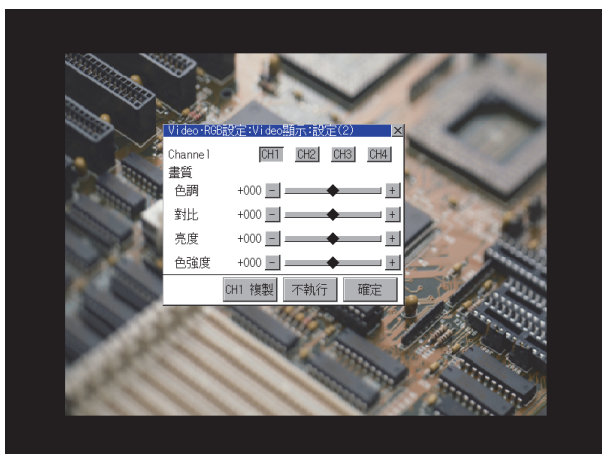 Video･RGB設定:Video顯示:設定(2) ×
Channel CH1 CH2 CH3 CH4
畫質
色調 +000 − +
對比 +000 − +
亮度 +000 − +
色強度 +000 − +
CH1 複製 不執行 確定